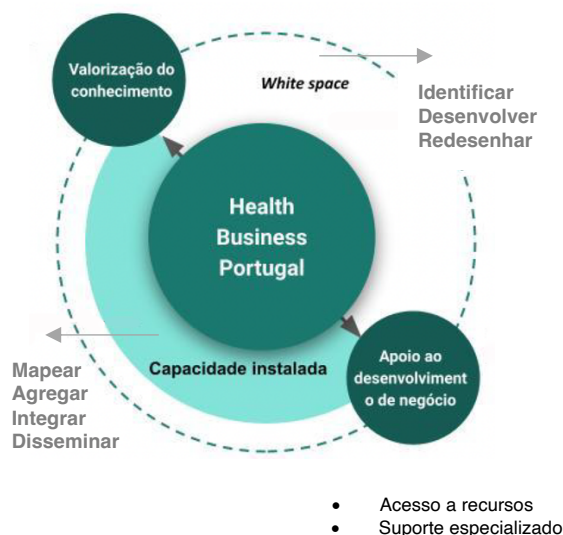 Valorização do
conhecimento
White space
Identificar
Desenvolver
Redesenhar
Health
Business
Portugal
Capacidade instalada
Mapear
Agregar
Integrar
Disseminar
Apoio ao
desenvolviment
o de negócio
• Acesso a recursos
• Suporte especializado